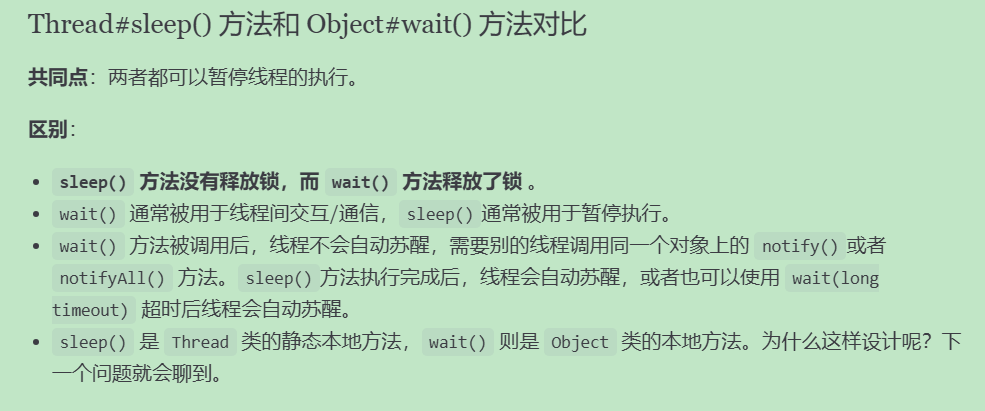 Thread#sleep() 方法和 Object#wait() 方法对比
共同点：两者都可以暂停线程的执行。
区别：
• sleep() 方法没有释放锁，而 wait() 方法释放了锁 。
• wait() 通常被用于线程间交互/通信，sleep()通常被用于暂停执行。
• wait() 方法被调用后，线程不会自动苏醒，需要别的线程调用同一个对象上的 notify()或者
notifyAll() 方法。sleep()方法执行完成后，线程会自动苏醒，或者也可以使用 wait(long
timeout) 超时后线程会自动苏醒。
• sleep() 是 Thread 类的静态本地方法，wait() 则是 Object 类的本地方法。为什么这样设计呢？下
一个问题就会聊到。